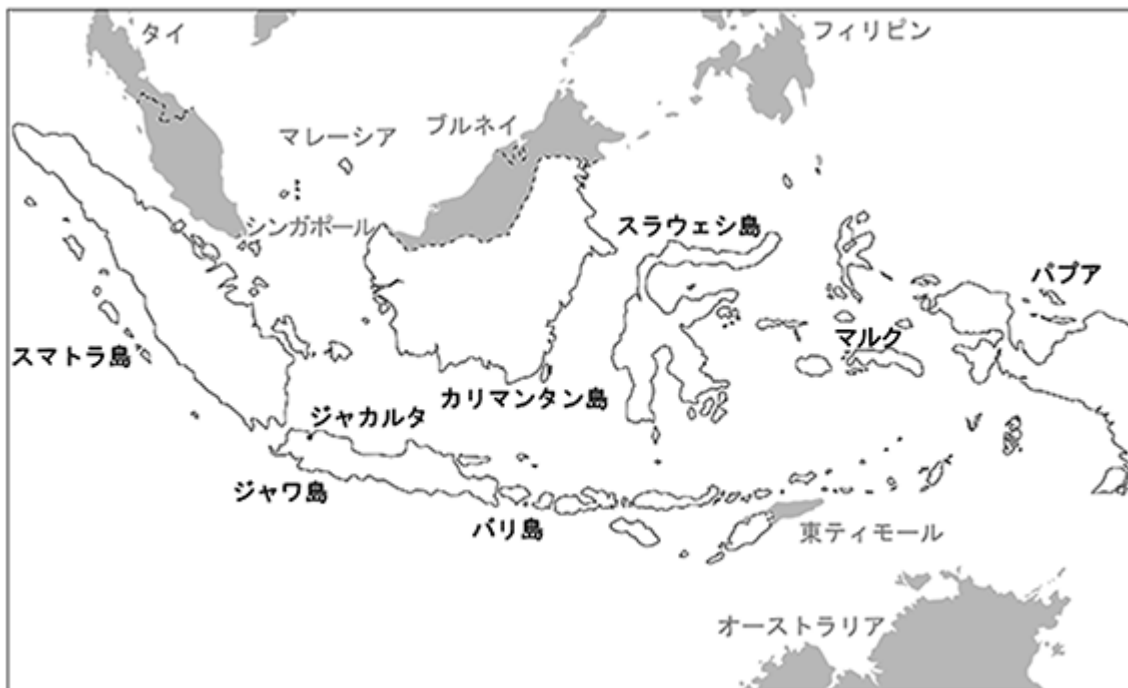 タイ
フィリピン
マレーシア
ブルネイ
シンガポール
スラウェシ島
パプア
マルク
スマトラ島
カリマンタン島
ジャカルタ
ジャワ島
バリ島
東ティモール
オーストラリア